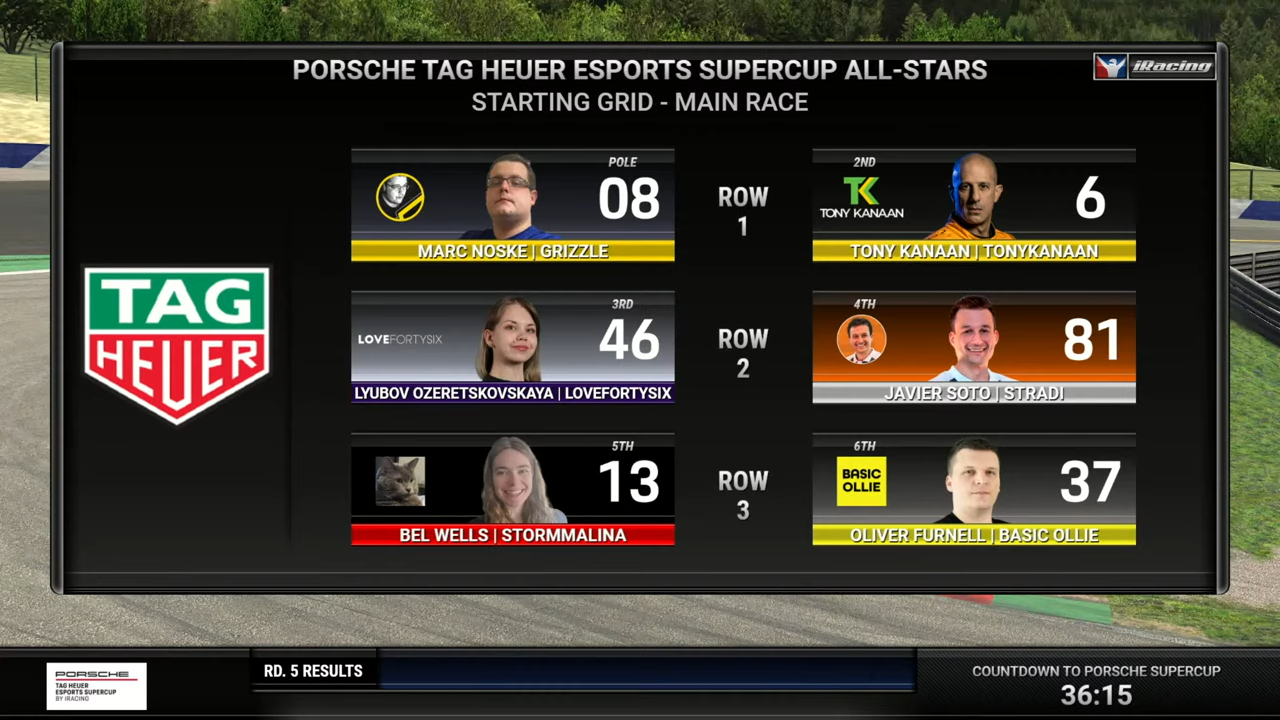 PORSCHE TAG HEUER ESPORTS SUPERCUP ALL-STARS
iRacing
STARTING GRID - MAIN RACE
POLE
08
MARC NOSKE | GRIZZLE
ROW
1
2ND
TK
TONY KANAAN
6
TONY KANAAN | TONYKANAAN
TAG
HEUER
3RD
LOVEFORTYSIX
46
LYUBOV OZERETSKOVSKAYA | LOVEFORTYSIX
ROW
2
4TH
81
JAVIER SOTO | STRADI
5TH
13
BEL WELLS | STORMMALINA
ROW
3
6TH
BASIC
OLLIE
37
OLIVER FURNELL | BASIC OLLIE
PORSCHE
TAG HEUER
ESPORTS SUPERCUP
BY IRACING
RD. 5 RESULTS
COUNTDOWN TO PORSCHE SUPERCUP
36:15